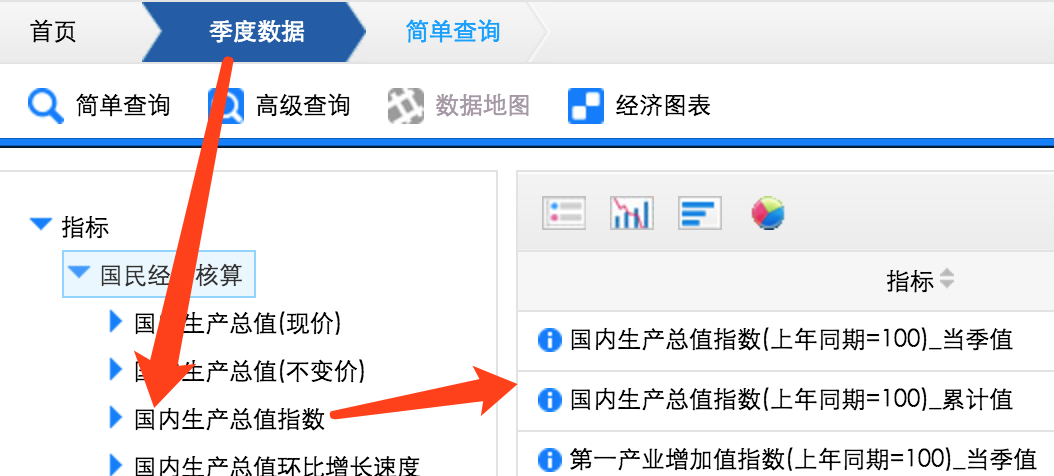 首页 季度数据 简单查询
简单查询 高级查询 数据地图 经济图表
指标
国民经 核算
国 生产总值(现价)
国 生产总值(不变价)
国内生产总值指数
国内生产总值环比增长速度
指标
国内生产总值指数(上年同期=100)_当季值
国内生产总值指数(上年同期=100)_累计值
第一产业增加值指数(上年同期=100)_当季值